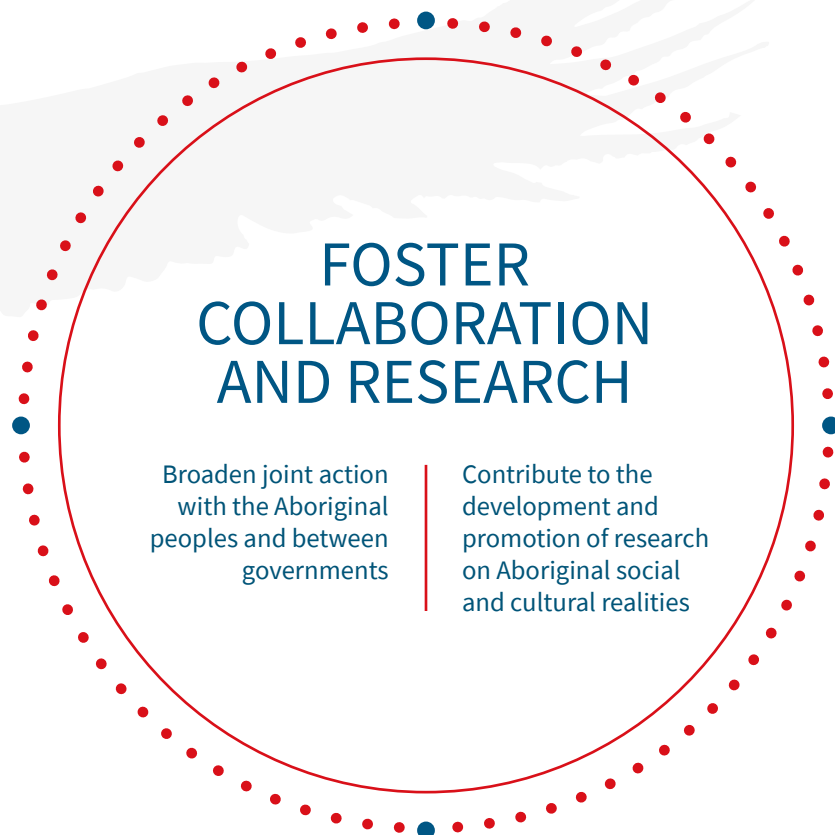 FOSTER
COLLABORATION
AND RESEARCH
Broaden joint action
with the Aboriginal
peoples and between
governments
Contribute to the
development and
promotion of research
on Aboriginal social
and cultural realities